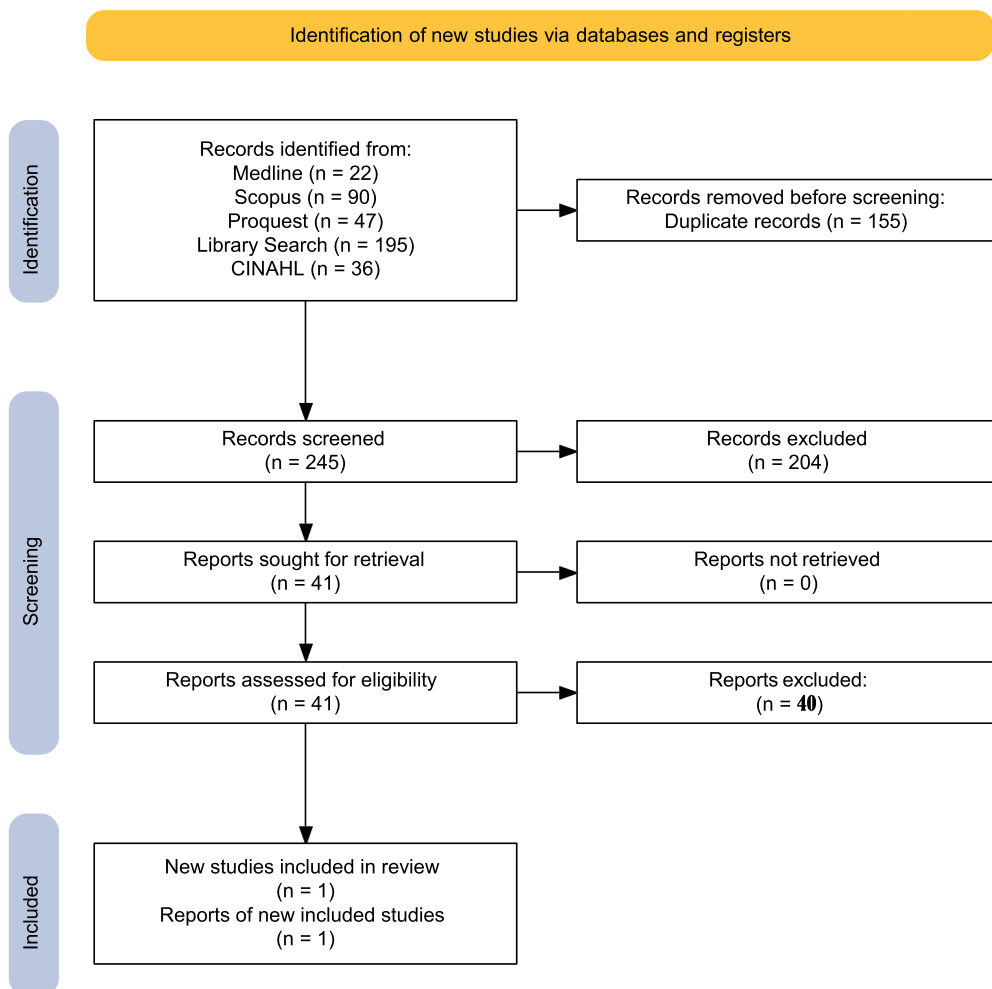 Identification of new studies via databases and registers
Identification
Records identified from:
Medline (n = 22)
Scopus (n = 90)
Proquest (n = 47)
Library Search (n = 195)
CINAHL (n = 36)
Records removed before screening:
Duplicate records (n = 155)
Screening
Records screened
(n = 245)
Records excluded
(n = 204)
Reports sought for retrieval
(n = 41)
Reports not retrieved
(n = 0)
Reports assessed for eligibility
(n = 41)
Reports excluded:
(n = 40)
Included
New studies included in review
(n = 1)
Reports of new included studies
(n = 1)